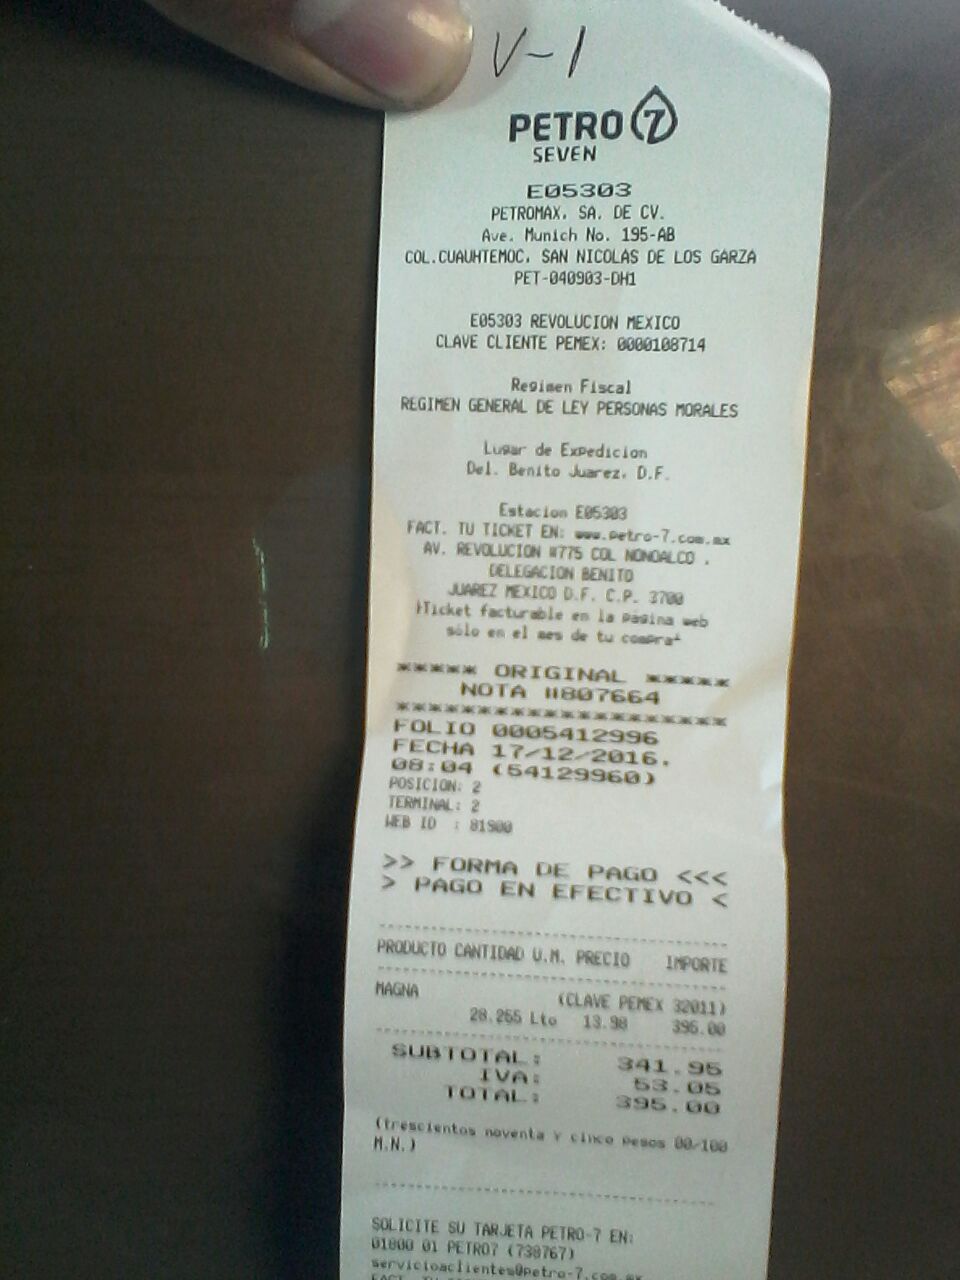 V-1
PETRO 7
SEVEN
E05303
PETROMAX, SA. DE CV.
Ave. Munich No. 195-AB
COL.CUAUHTEMOC, SAN NICOLAS DE LOS GARZA
PET-040903-DH1
E05303 REVOLUCION MEXICO
CLAVE CLIENTE PEMEX: 0000108714
Regimen Fiscal
REGIMEN GENERAL DE LEY PERSONAS MORALES
Lugar de Expedicion
Del. Benito Juarez, D.F.
Estacion E05303
FACT. TU TICKET EN: www.petro-7.com.mx
AV. REVOLUCION #775 COL NONOALCO .
DELEGACION BENITO
JUAREZ MEXICO D.F. C.P. 3700
*Ticket facturable en la página web
sólo en el mes de tu compra*
***** ORIGINAL *****
NOTA #807664
********************
FOLIO 0005412996
FECHA 17/12/2016.
08:04 (54129960)
POSICION: 2
TERMINAL: 2
WEB ID : 81900
>> FORMA DE PAGO <<<
> PAGO EN EFECTIVO <
PRODUCTO CANTIDAD U.M. PRECIO IMPORTE
MAGNA (CLAVE PEMEX 32011)
28.255 Lto 13.98 395.00
SUBTOTAL: 341.95
IVA: 53.05
TOTAL: 395.00
(trescientos noventa y cinco pesos 00/100
M.N.)
SOLICITE SU TARJETA PETRO-7 EN:
01800 01 PETRO7 (738767)
servicioaclientes@petro-7.com.mx